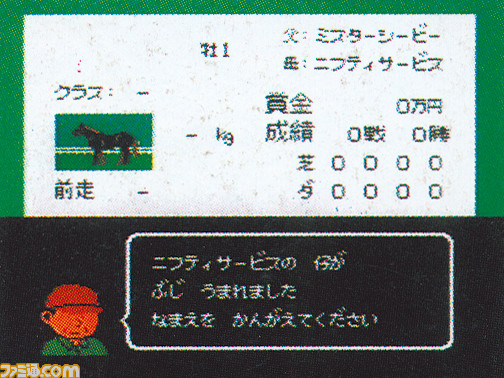 牡1
父:ミスターシービー
母:ニフティサービス
クラス: -
賞金 0万円
- kg
成績 0戦 0勝
芝 0 0 0 0
前走 -
ダ 0 0 0 0
ニフティサービスの 仔が
ぶじ うまれました
なまえを かんがえてください
ファミ通.com